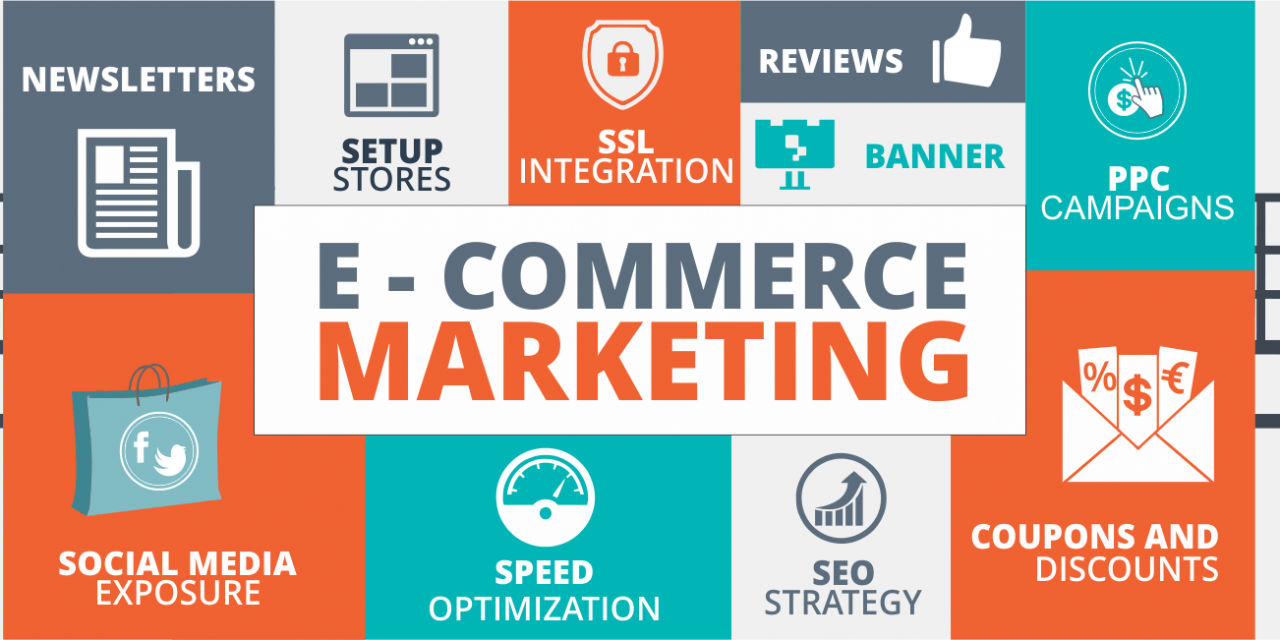 NEWSLETTERS
SETUP
STORES
SSL
INTEGRATION
REVIEWS
BANNER
PPC
CAMPAIGNS
E - COMMERCE
MARKETING
% $ €
f
SOCIAL MEDIA
EXPOSURE
SPEED
OPTIMIZATION
SEO
STRATEGY
COUPONS AND
DISCOUNTS